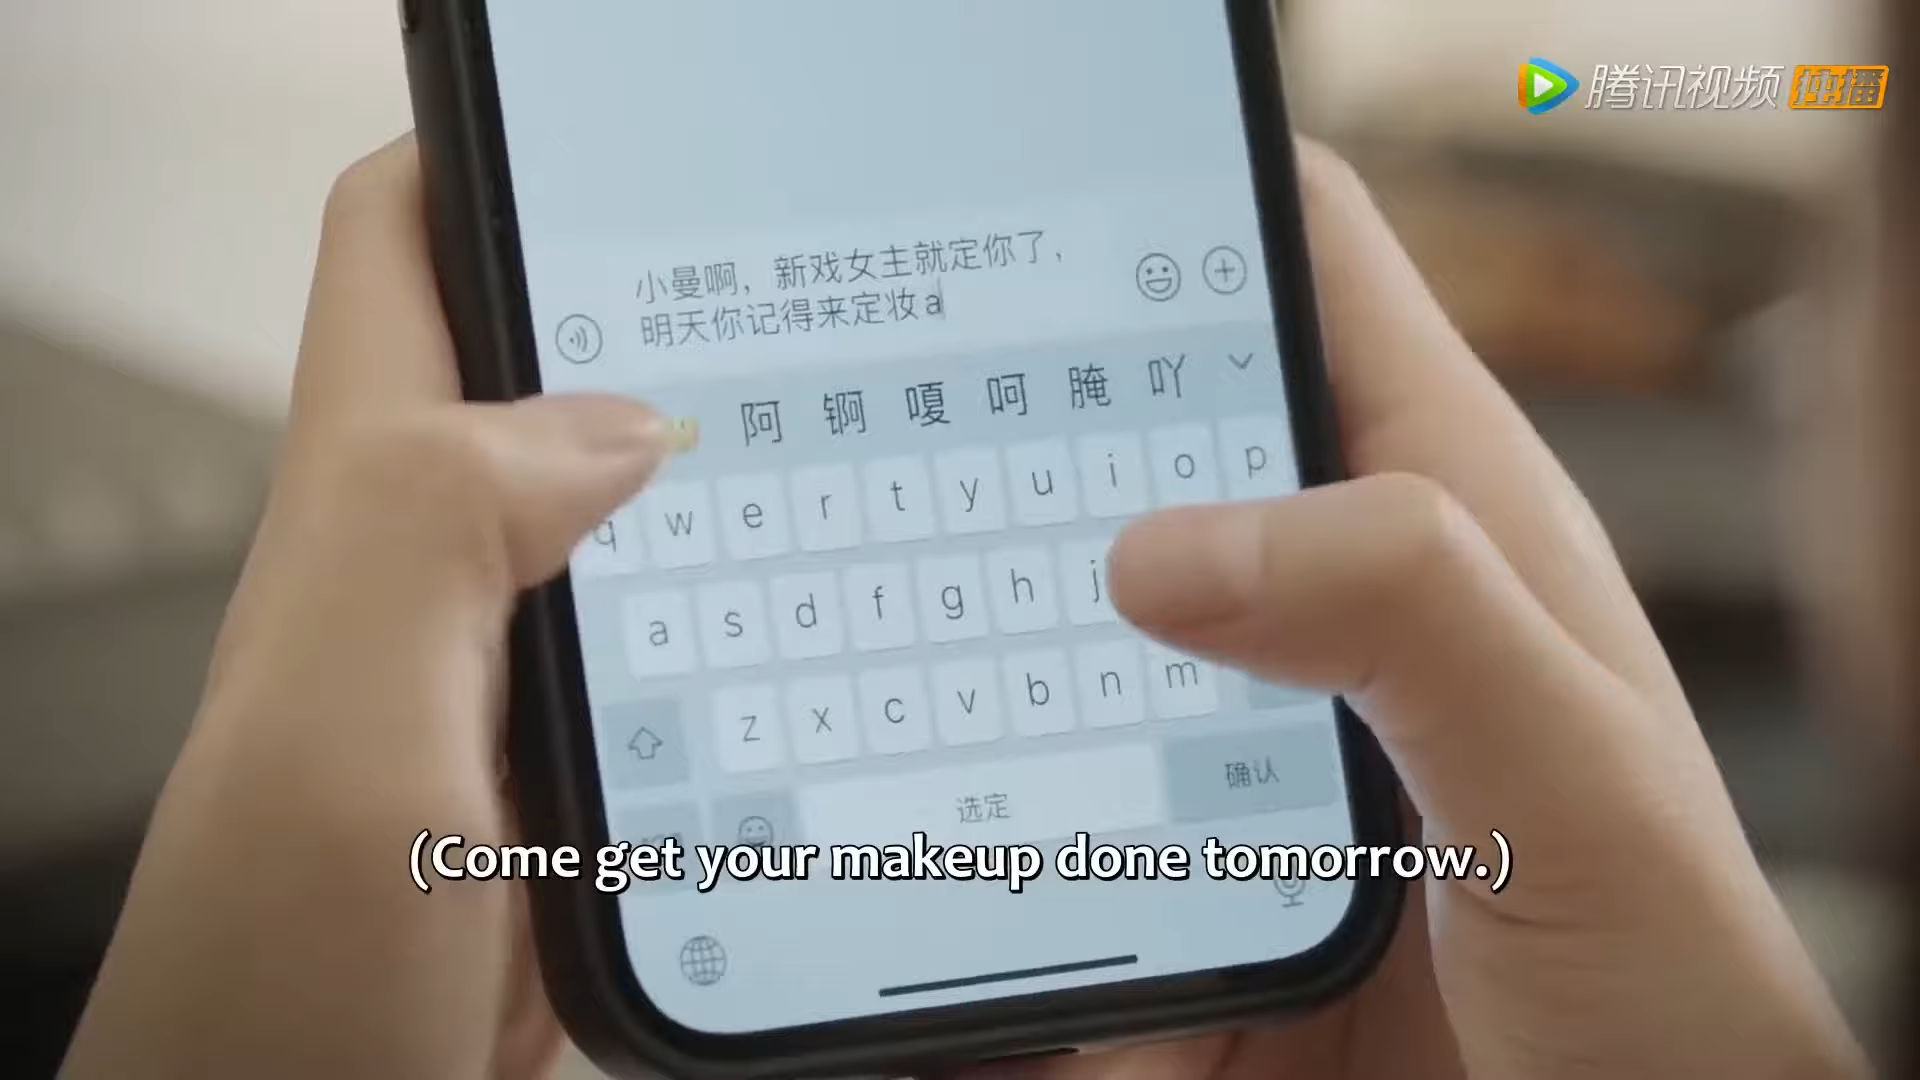 腾讯视频 独播
小曼啊，新戏女主就定你了，
明天你记得来定妆a
阿 锕 嘎 呵 腌 吖
q w e r t y u i o p
a s d f g h j
z x c v b n m
选定 确认
(Come get your makeup done tomorrow.)